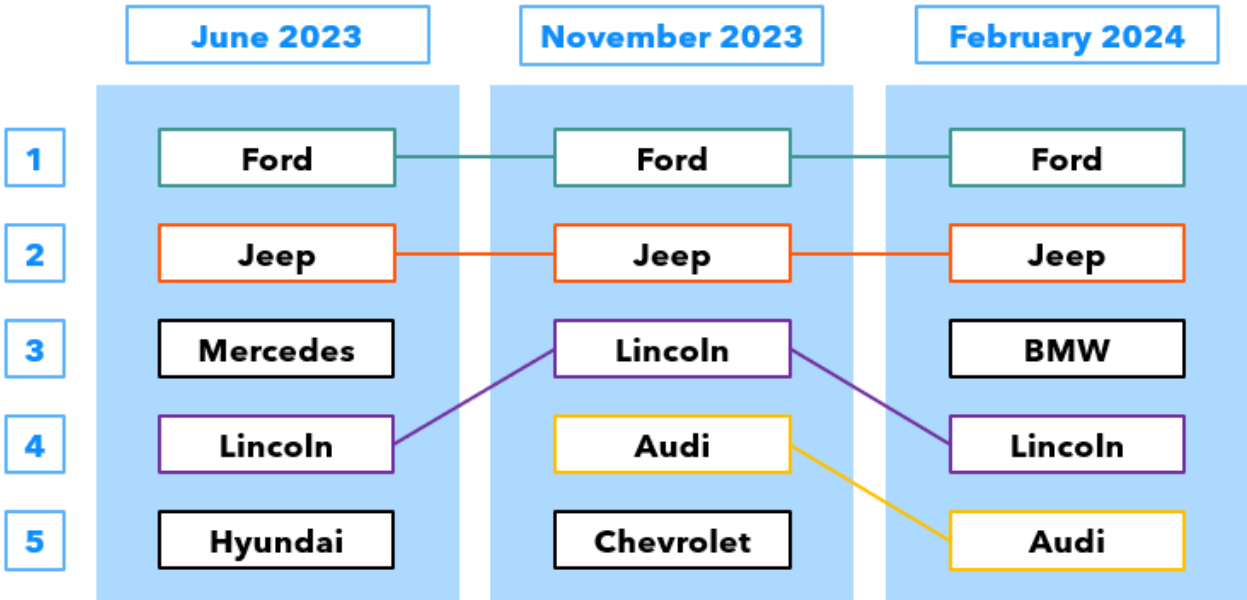 June 2023 November 2023 February 2024
1 Ford Ford Ford
2 Jeep Jeep Jeep
3 Mercedes Lincoln BMW
4 Lincoln Audi Lincoln
5 Hyundai Chevrolet Audi